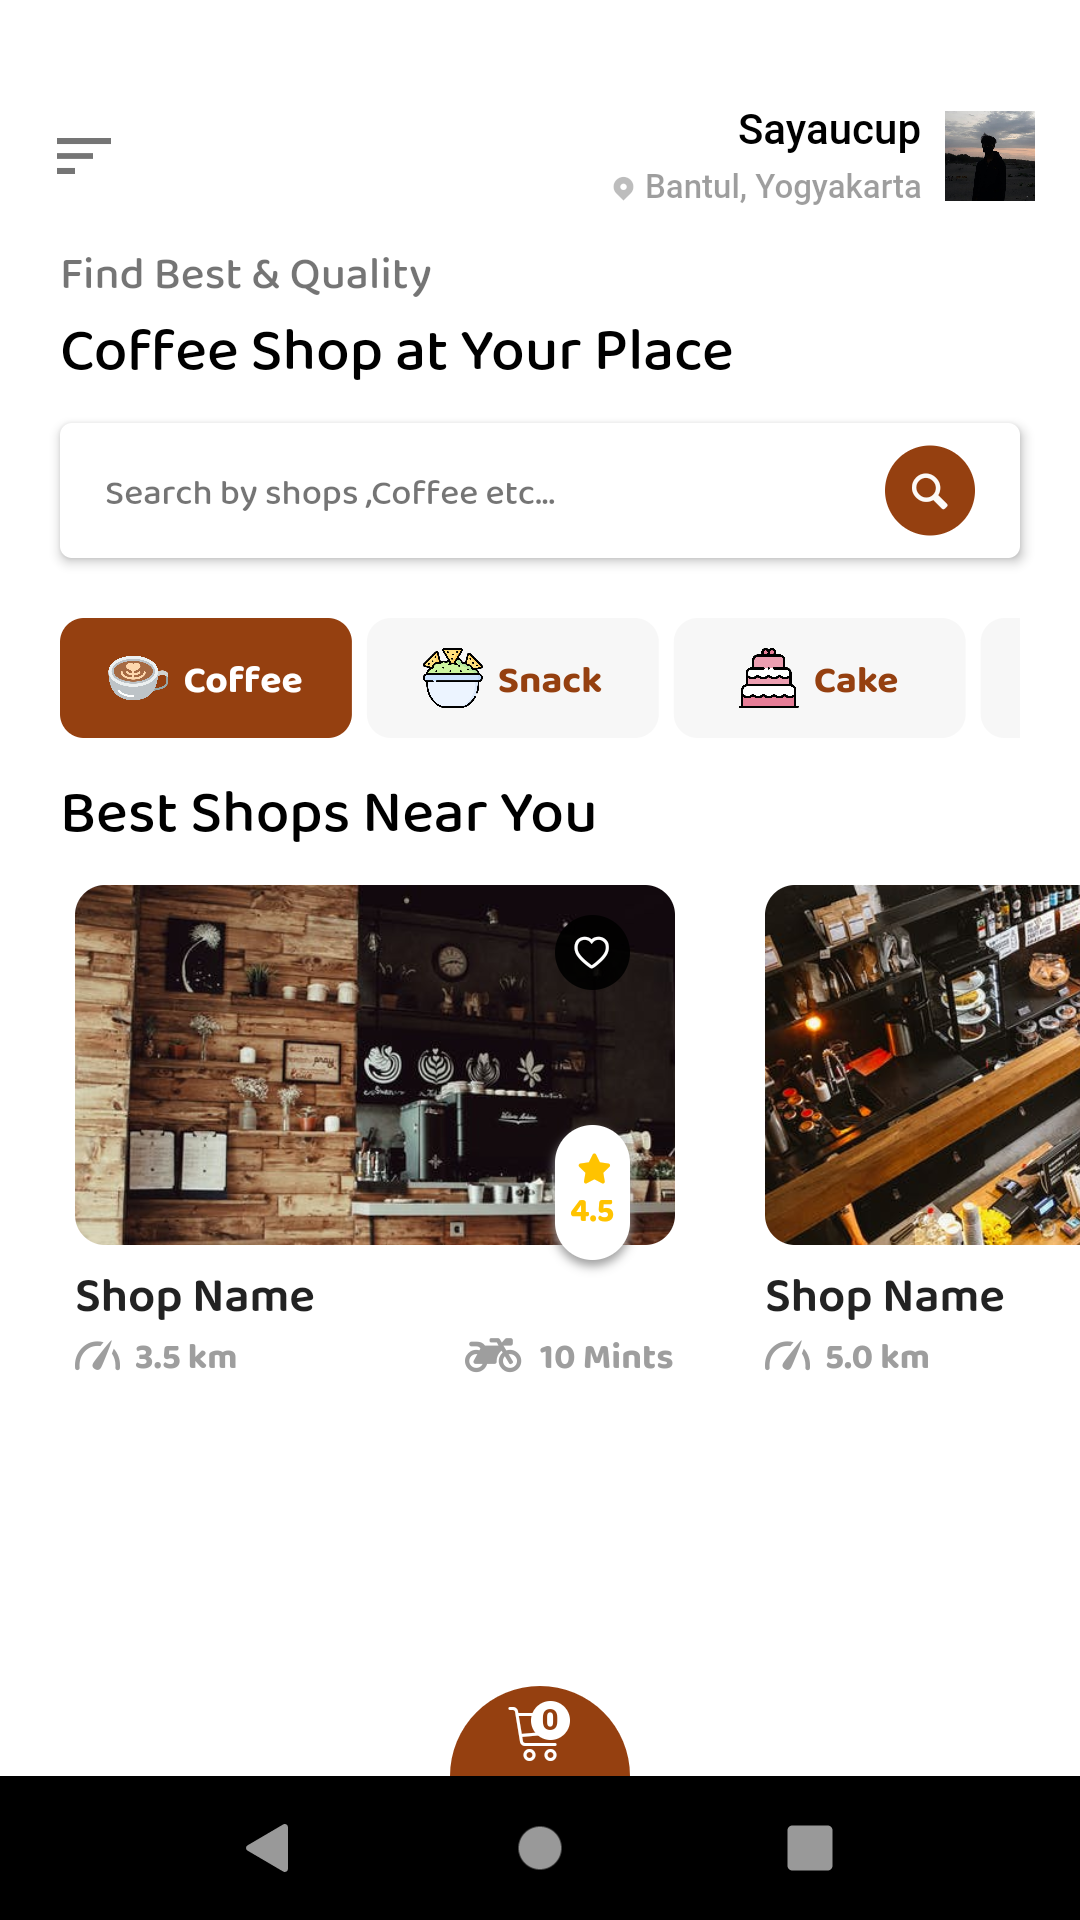 Sayaucup
Bantul, Yogyakarta
Find Best & Quality
Coffee Shop at Your Place
Search by shops ,Coffee etc...
Coffee
Snack
Cake
Best Shops Near You
4.5
Shop Name
Shop Name
3.5 km
10 Mints
5.0 km
0